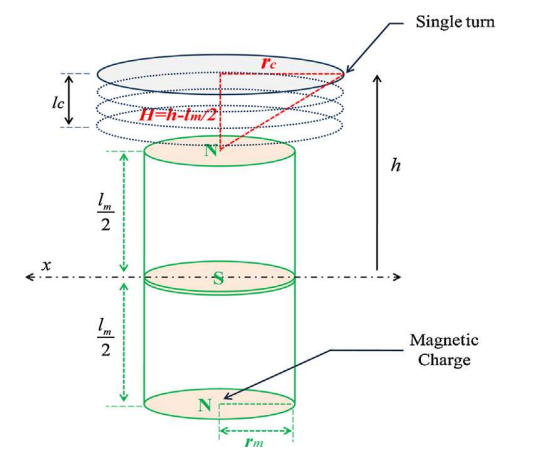 Single turn
r_c
l_c
H=h-l_m/2
N
h
l_m
2
x
S
l_m
2
Magnetic
Charge
N
r_m